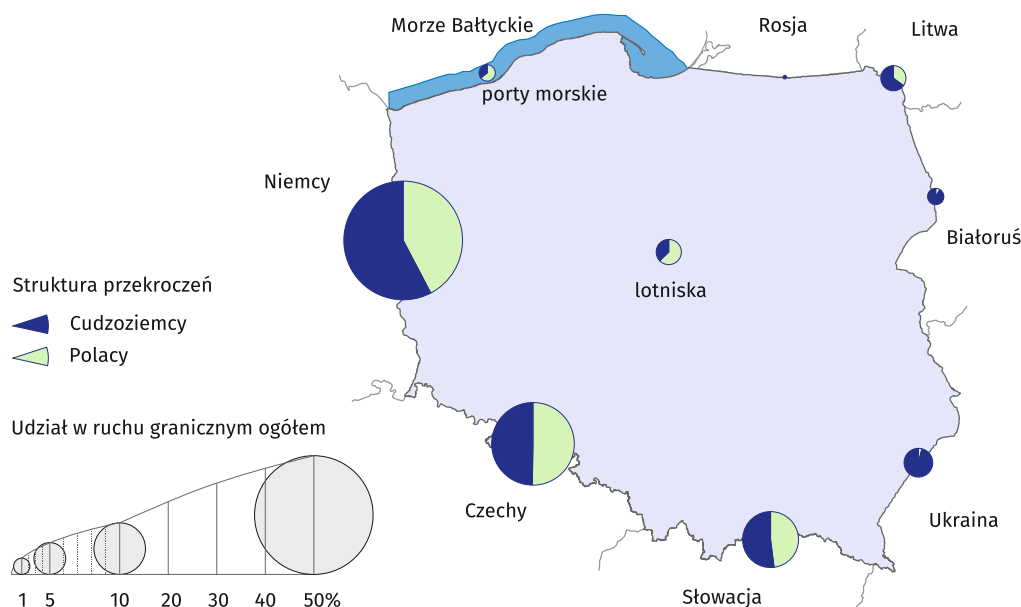 Morze Bałtyckie
Rosja
Litwa
porty morskie
Niemcy
Białoruś
lotniska
Struktura przekroczeń
Cudzoziemcy
Polacy
Udział w ruchu granicznym ogółem
Czechy
Ukraina
Słowacja
1 5 10 20 30 40 50%